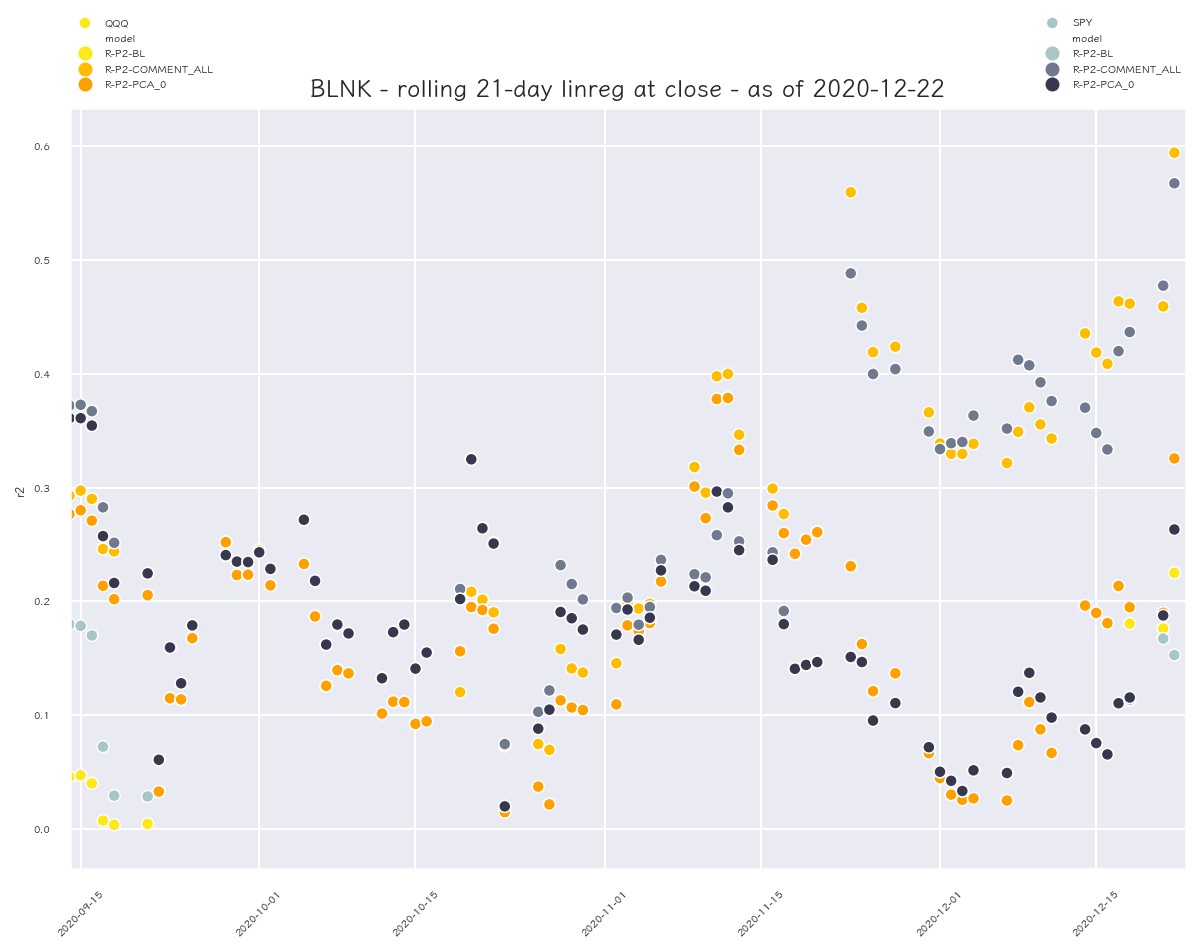 QQQ
model
R-P2-BL
R-P2-COMMENT_ALL
R-P2-PCA_0
SPY
model
R-P2-BL
R-P2-COMMENT_ALL
R-P2-PCA_0
BLNK - rolling 21-day linreg at close - as of 2020-12-22
r2
0.6
0.5
0.4
0.3
0.2
0.1
0.0
2020-09-15
2020-10-01
2020-10-15
2020-11-01
2020-11-15
2020-12-01
2020-12-15